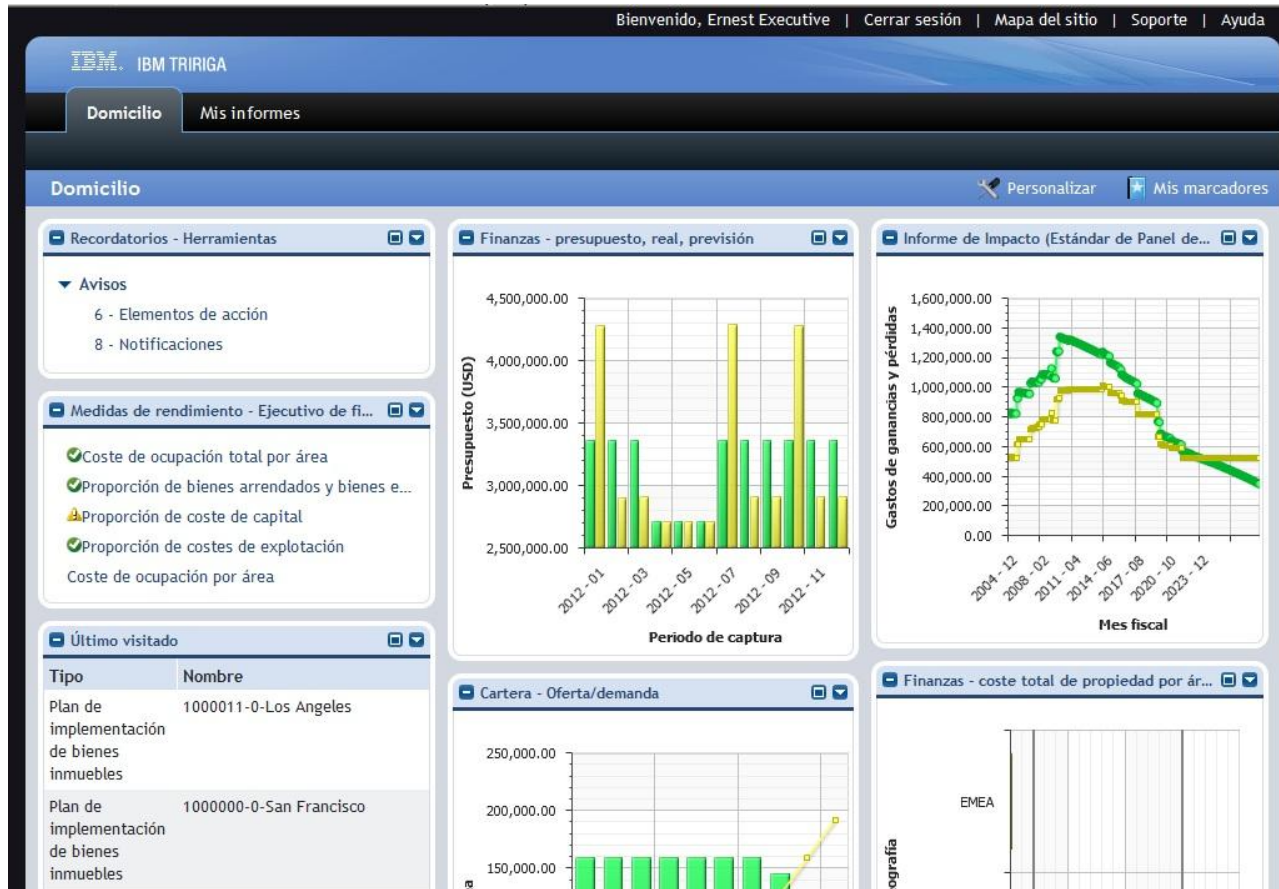 Bienvenido, Ernest Executive | Cerrar sesión | Mapa del sitio | Soporte | Ayuda
IBM. IBM TRIRIGA
Domicilio Mis informes
Domicilio
Personalizar Mis marcadores
Recordatorios - Herramientas
Avisos
6 - Elementos de acción
8 - Notificaciones
Medidas de rendimiento - Ejecutivo de fi...
Coste de ocupación total por área
Proporción de bienes arrendados y bienes e...
Proporción de coste de capital
Proporción de costes de explotación
Coste de ocupación por área
Último visitado
Tipo Nombre
Plan de 1000011-0-Los Angeles
implementación
de bienes
inmuebles
Plan de 1000000-0-San Francisco
implementación
de bienes
inmuebles
Finanzas - presupuesto, real, previsión
Presupuesto (USD)
4,500,000.00
4,000,000.00
3,500,000.00
3,000,000.00
2,500,000.00
2012 - 01 2012 - 03 2012 - 05 2012 - 07 2012 - 09 2012 - 11
Periodo de captura
Cartera - Oferta/demanda
250,000.00
200,000.00
150,000.00
Informe de Impacto (Estándar de Panel de...
Gastos de ganancias y pérdidas
1,600,000.00
1,400,000.00
1,200,000.00
1,000,000.00
800,000.00
600,000.00
400,000.00
200,000.00
0.00
2004 - 12 2008 - 02 2011 - 04 2014 - 06 2017 - 08 2020 - 10 2023 - 12
Mes fiscal
Finanzas - coste total de propiedad por ár...
EMEA